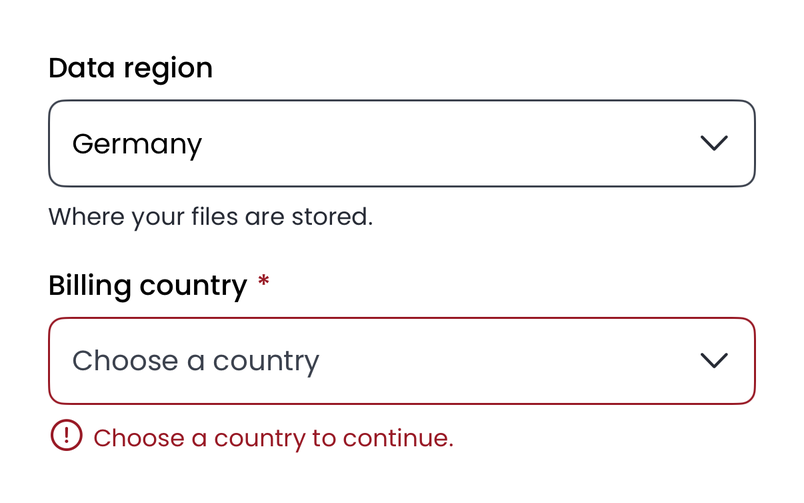 Data region
Germany
Where your files are stored.
Billing country *
Choose a country
Choose a country to continue.